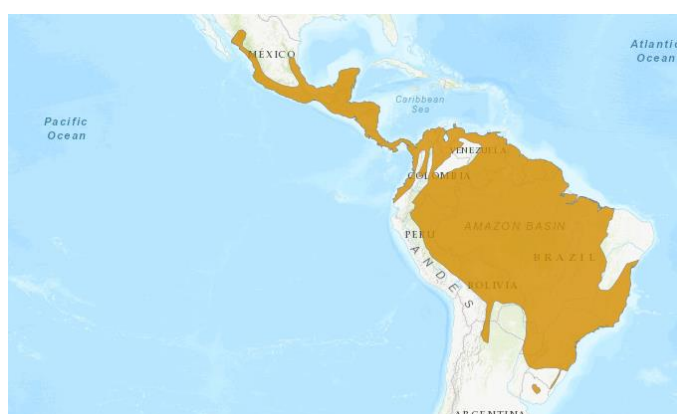 MÉXICO
Atlantic
Ocean
Caribbean
Sea
Pacific
Ocean
VENEZUELA
COLOMBIA
AMAZON BASIN
PERU
BRAZIL
ANDES
BOLIVIA
ARGENTINA